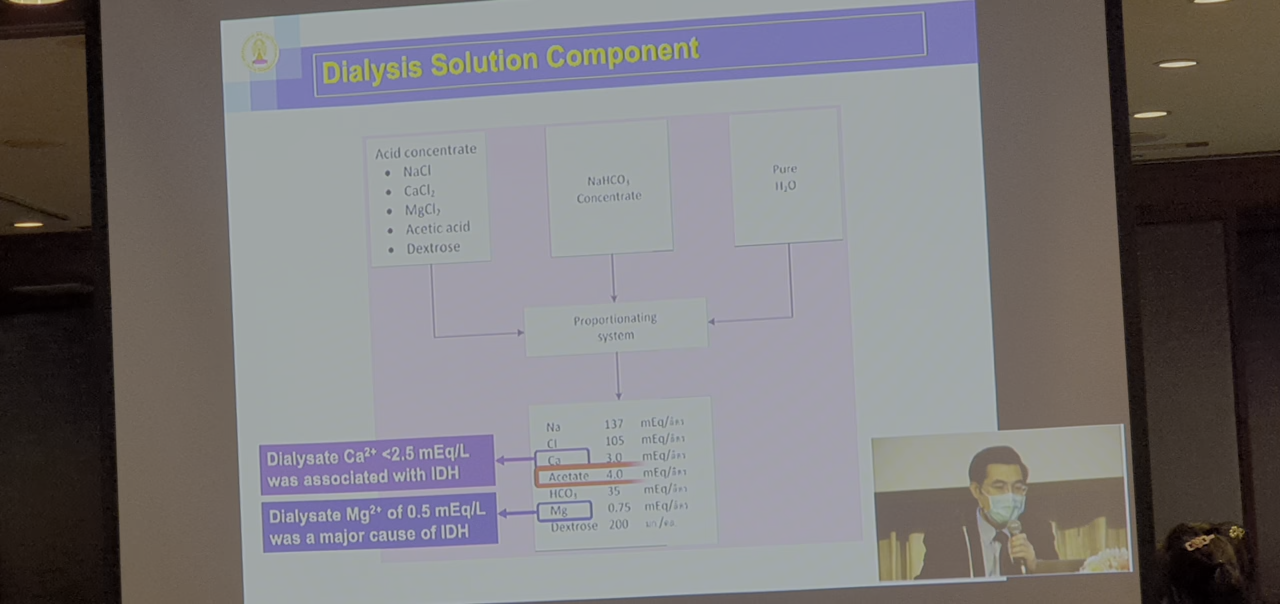 Dialysis Solution Component
Acid concentrate
• NaCl
• CaCl₂
• MgCl₂
• Acetic acid
• Dextrose
NaHCO₃
Concentrate
Pure
H₂O
Proportionating
system
Na 137 mEq/ลิตร
Cl 105 mEq/ลิตร
Ca 3.0 mEq/ลิตร
Acetate 4.0 mEq/ลิตร
HCO₃ 35 mEq/ลิตร
Mg 0.75 mEq/ลิตร
Dextrose 200 มก/ดล
Dialysate Ca²⁺ <2.5 mEq/L
was associated with IDH
Dialysate Mg²⁺ of 0.5 mEq/L
was a major cause of IDH